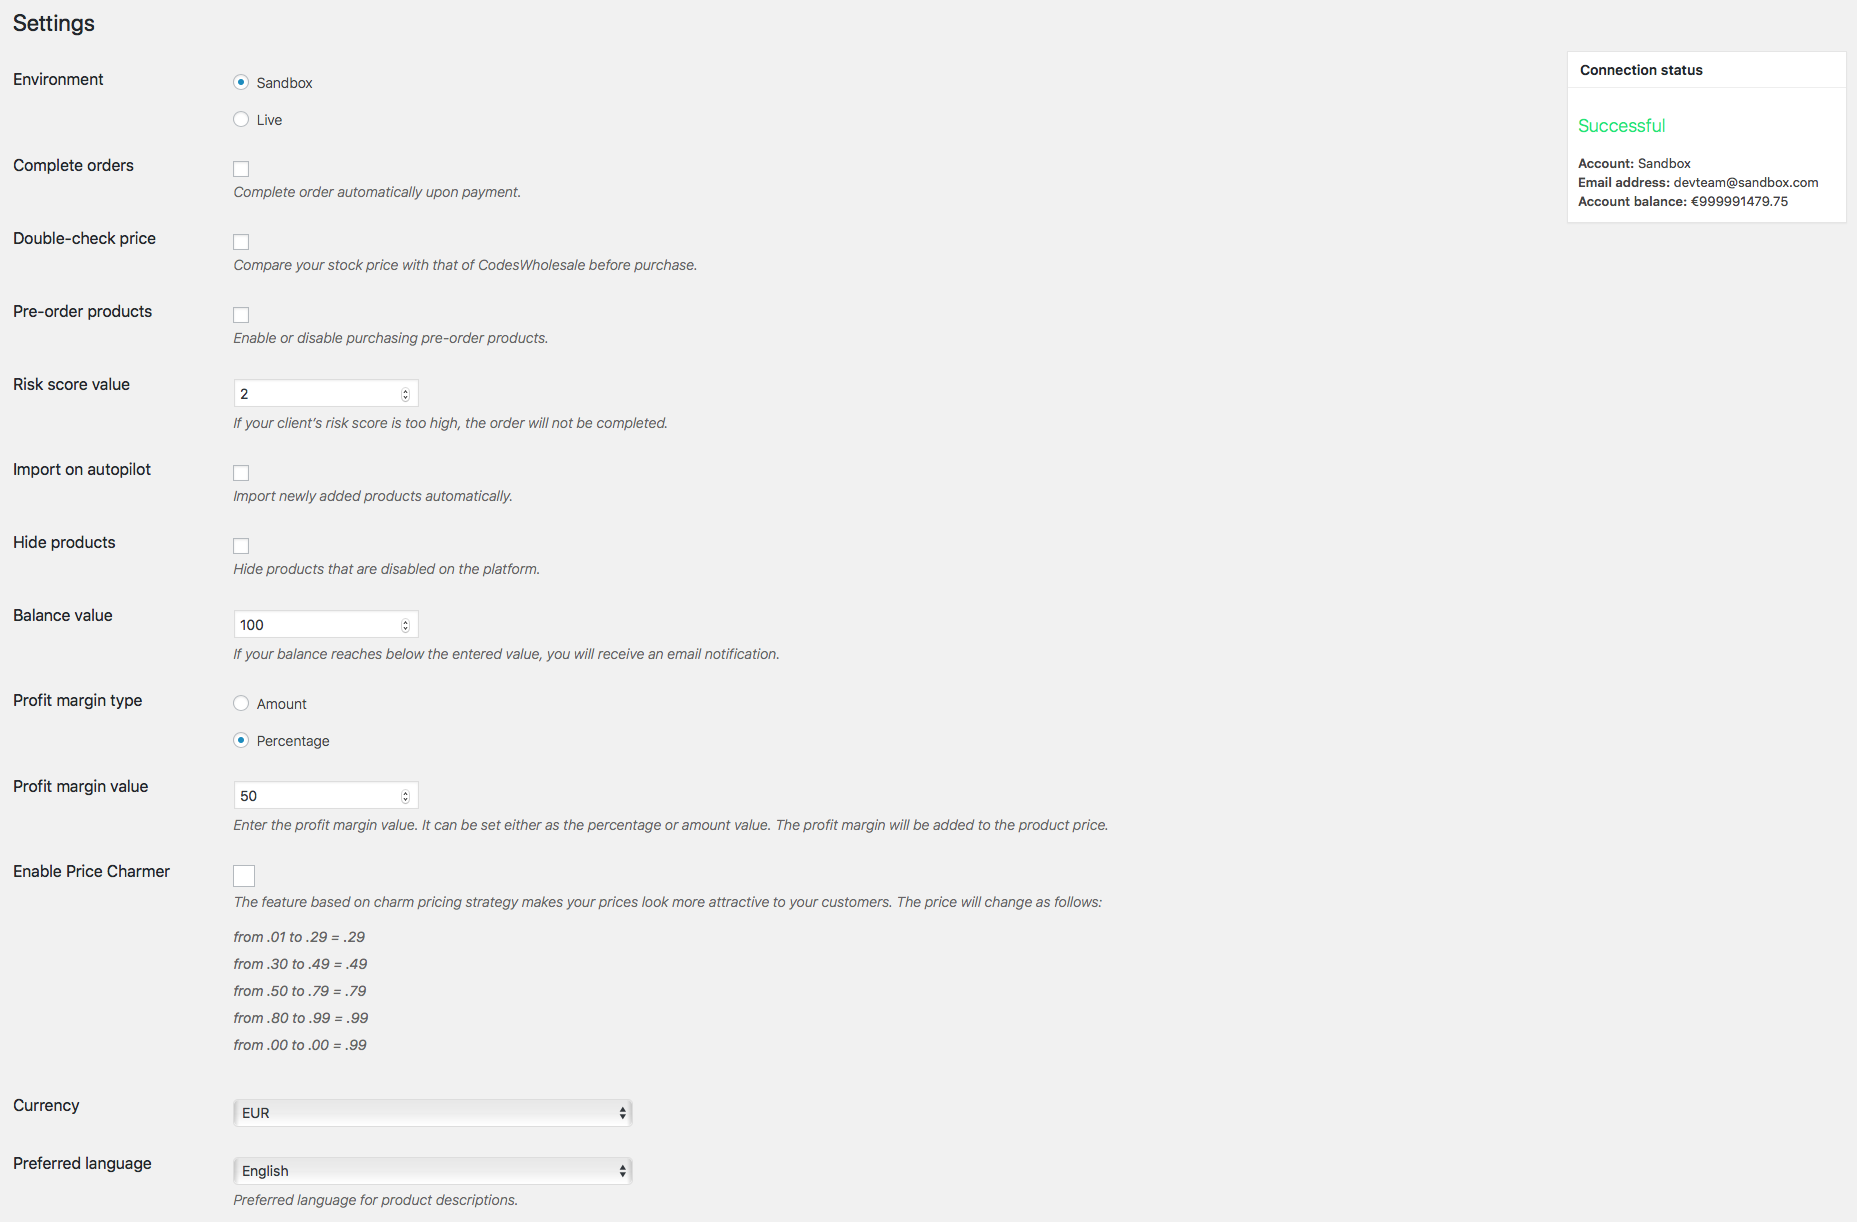 Settings
Environment
Sandbox
Live
Complete orders
Complete order automatically upon payment.
Double-check price
Compare your stock price with that of CodesWholesale before purchase.
Pre-order products
Enable or disable purchasing pre-order products.
Risk score value
2
If your client's risk score is too high, the order will not be completed.
Import on autopilot
Import newly added products automatically.
Hide products
Hide products that are disabled on the platform.
Balance value
100
If your balance reaches below the entered value, you will receive an email notification.
Profit margin type
Amount
Percentage
Profit margin value
50
Enter the profit margin value. It can be set either as the percentage or amount value. The profit margin will be added to the product price.
Enable Price Charmer
The feature based on charm pricing strategy makes your prices look more attractive to your customers. The price will change as follows:
from .01 to .29 = .29
from .30 to .49 = .49
from .50 to .79 = .79
from .80 to .99 = .99
from .00 to .00 = .99
Currency
EUR
Preferred language
English
Preferred language for product descriptions.
Connection status
Successful
Account: Sandbox
Email address: devteam@sandbox.com
Account balance: €999991479.75